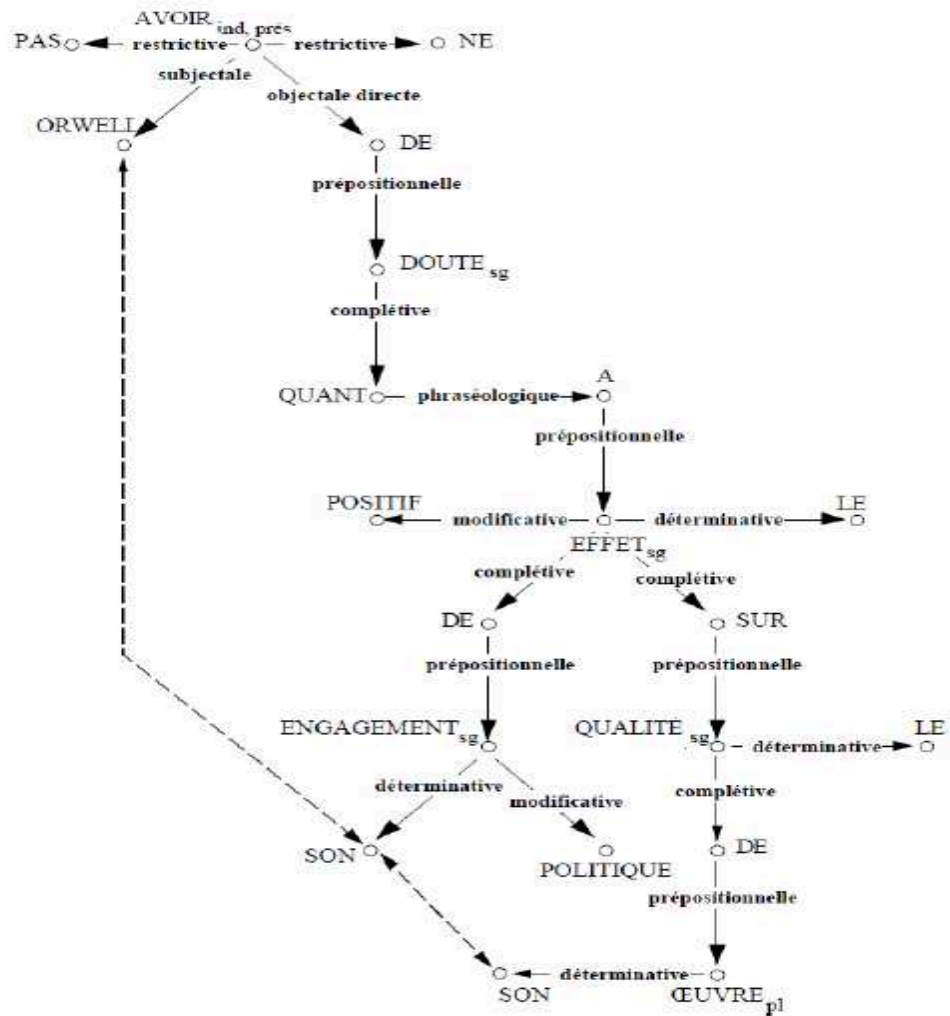 AVOIR ind, prés
PAS restrictive restrictive NE
subjectale
objectale directe
ORWELL
DE
prépositionnelle
DOUTE sg
complétive
A
QUANT phraséologique
prépositionnelle
POSITIF LE
modificative déterminative
EFFET sg
complétive complétive
DE SUR
prépositionnelle prépositionnelle
ENGAGEMENT sg QUALITÉ sg LE
déterminative
déterminative modificative complétive
SON DE
POLITIQUE
prépositionnelle
déterminative
SON ŒUVRE pl